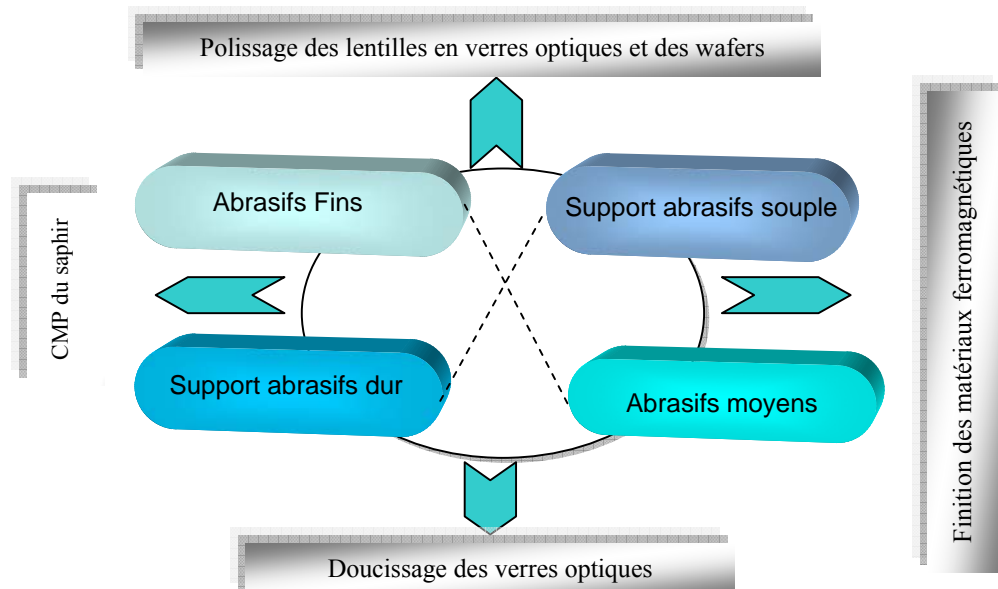 Polissage des lentilles en verres optiques et des wafers
Abrasifs Fins
Support abrasifs souple
CMP du saphir
Finition des matériaux ferromagnétiques
Support abrasifs dur
Abrasifs moyens
Doucissage des verres optiques